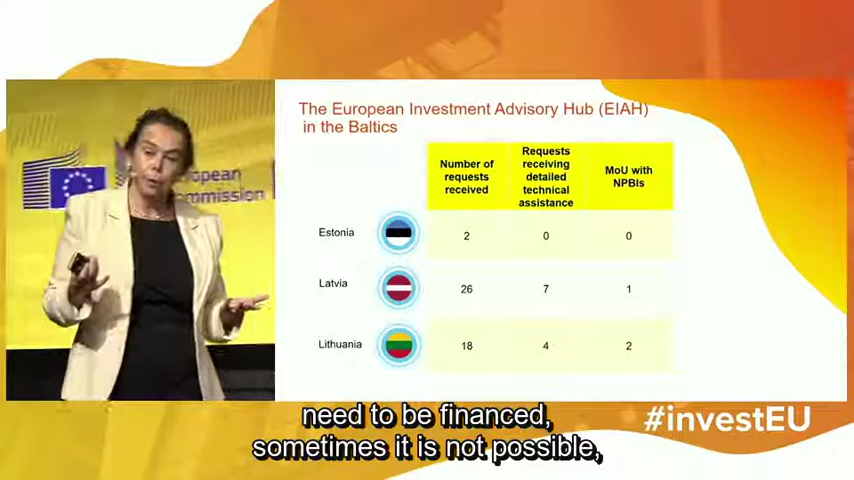 European
Commission
The European Investment Advisory Hub (EIAH)
in the Baltics
Number of
requests
received
Requests
receiving
detailed
technical
assistance
MoU with
NPBIs
Estonia 2 0 0
Latvia 26 7 1
Lithuania 18 4 2
need to be financed,
sometimes it is not possible,
#investEU